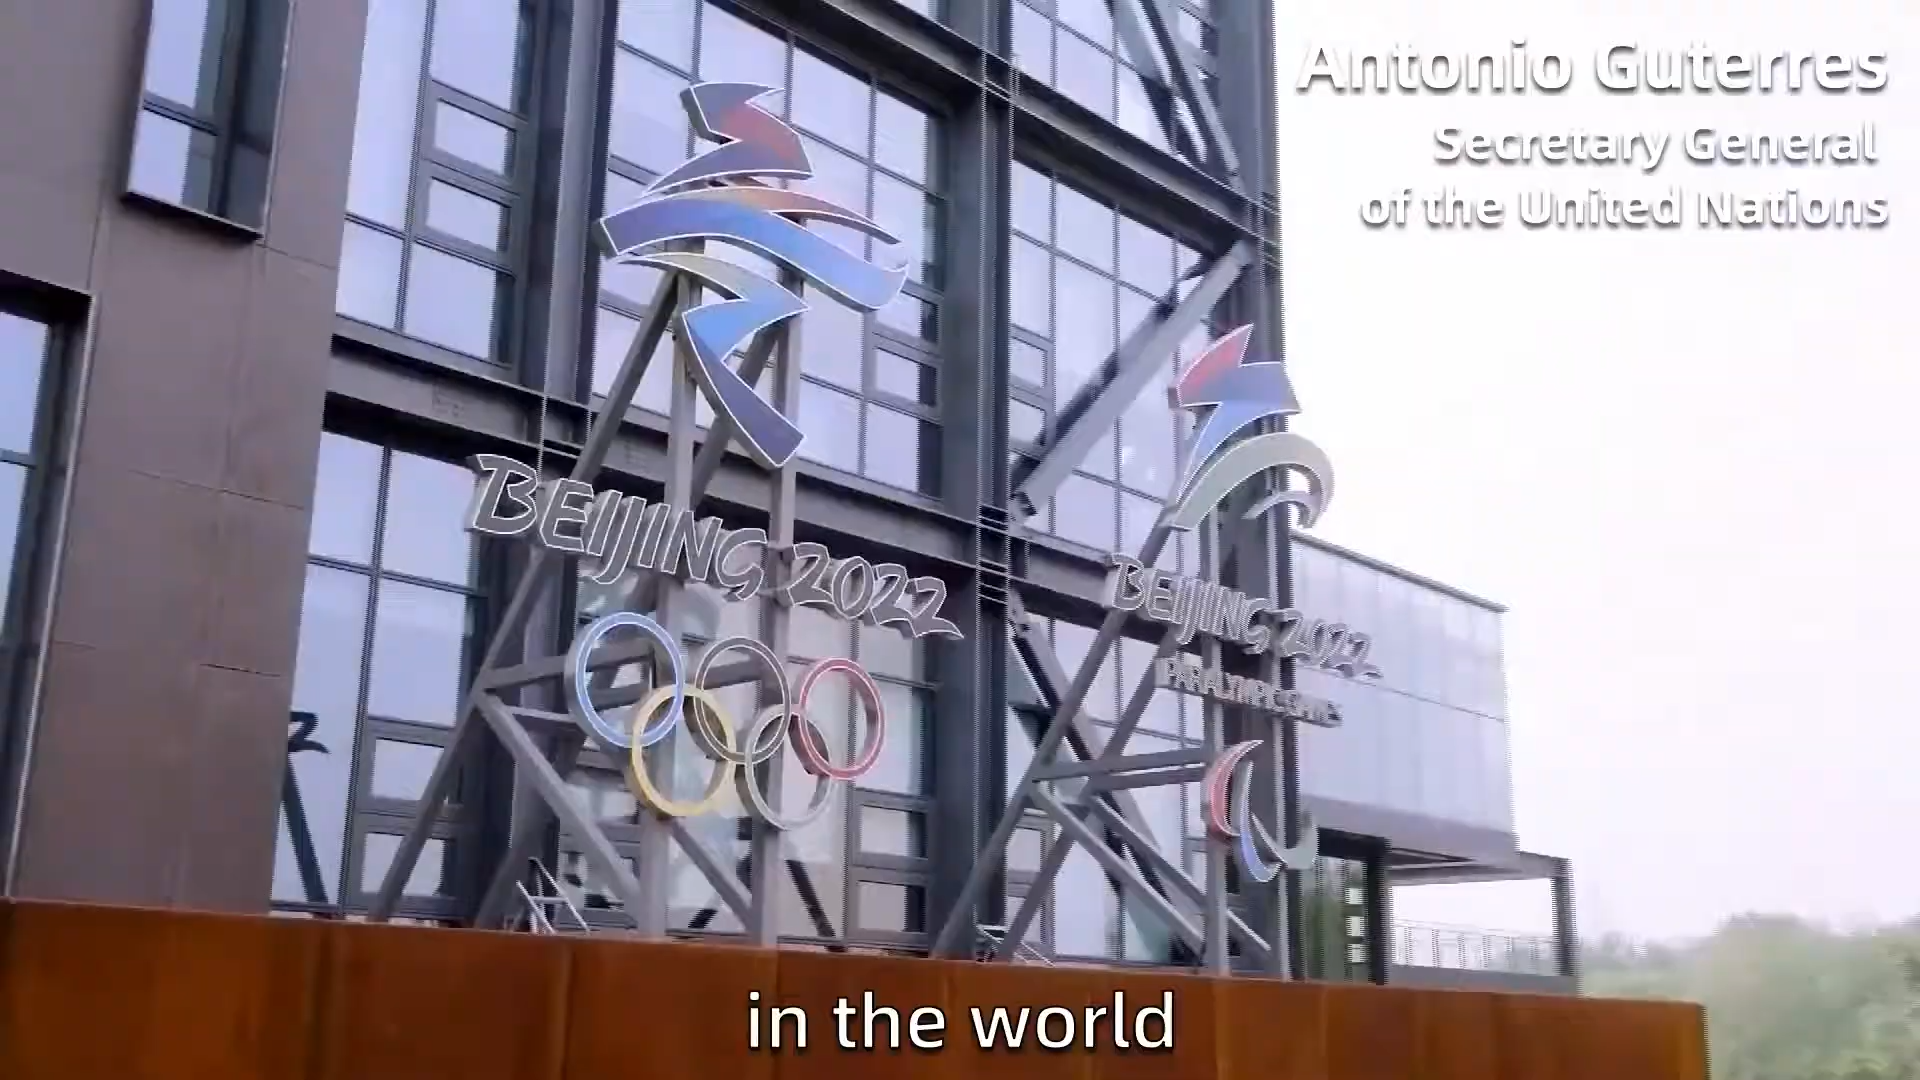 Antonio Guterres
Secretary General
of the United Nations
BEIJING 2022
BEIJING 2022
PARALYMPIC GAMES
in the world